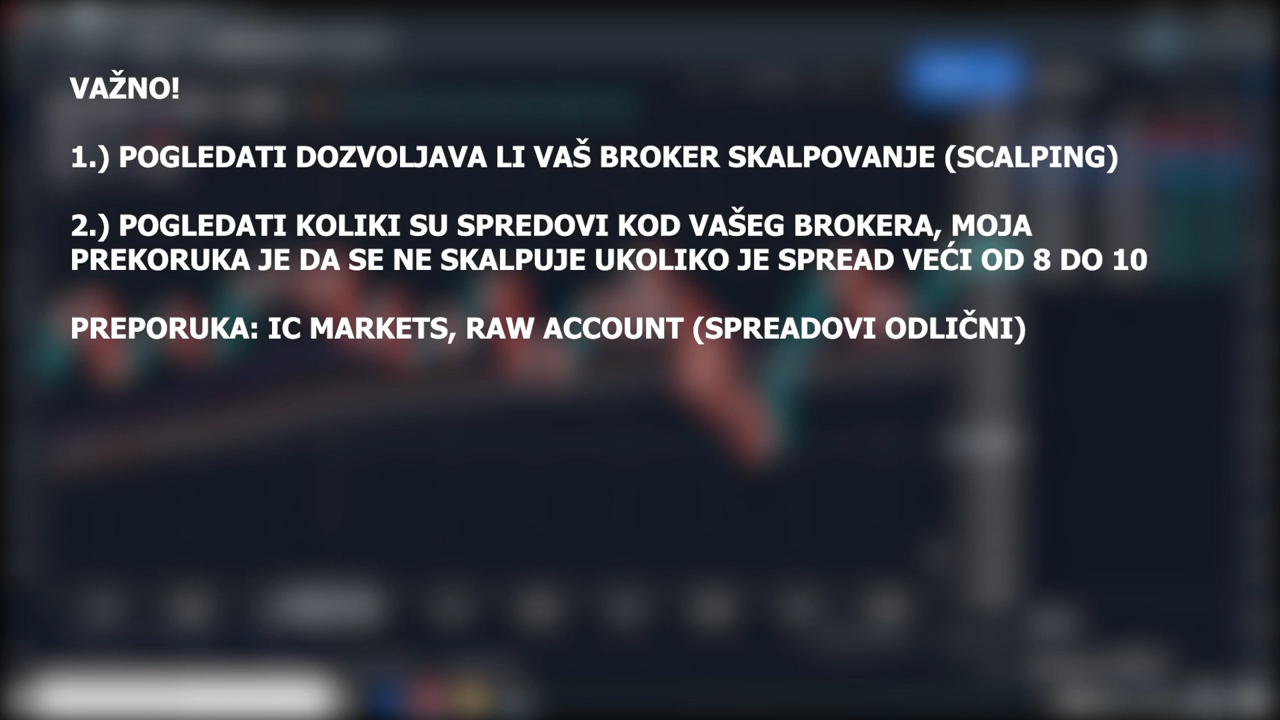 VAŽNO!
1.) POGLEDATI DOZVOLJAVA LI VAŠ BROKER SKALPOVANJE (SCALPING)
2.) POGLEDATI KOLIKI SU SPREDOVI KOD VAŠEG BROKERA, MOJA
PREKORUKA JE DA SE NE SKALPUJE UKOLIKO JE SPREAD VEĆI OD 8 DO 10
PREPORUKA: IC MARKETS, RAW ACCOUNT (SPREADOVI ODLIČNI)